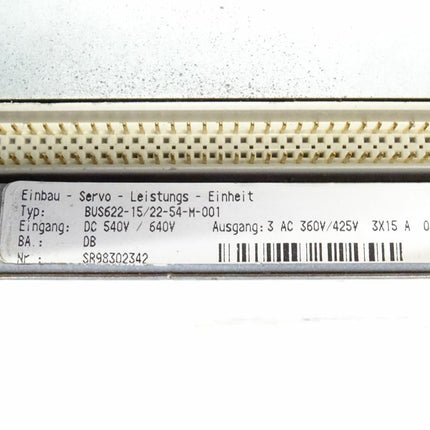 Einbau - Servo - Leistungs - Einheit
Typ: BUS622-15/22-54-M-001
Eingang: DC 540V / 640V Ausgang: 3 AC 360V/425V 3X15 A 0
BA.: DB
Nr.: SR98302342